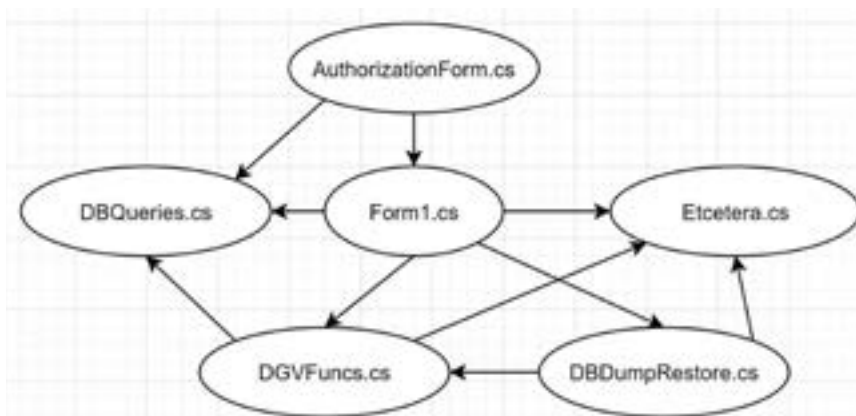 AuthorizationForm.cs
DBQueries.cs
Form1.cs
Etcetera.cs
DGVFuncs.cs
DBDumpRestore.cs